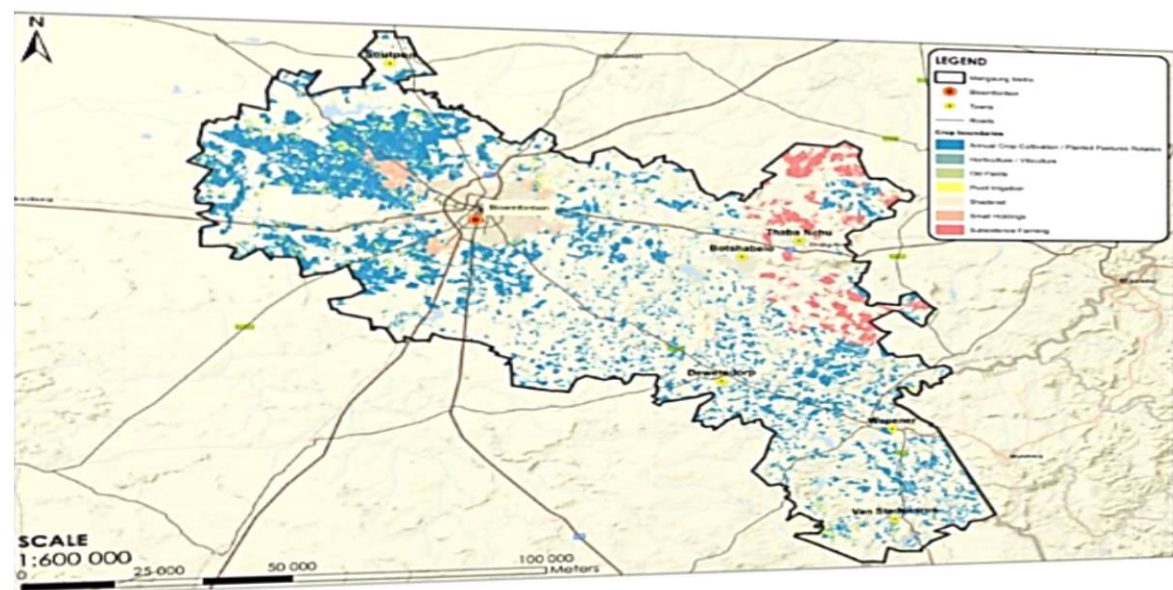 N
Soutpan
LEGEND
Mangaung Metro
Bloemfontein
Towns
Roads
Crop boundaries
Annual Crop Cultivation / Planted Pastures Rotation
Horticulture / Viticulture
Old Fields
Pivot Irrigation
Shadenet
Small Holdings
Subsistence Farming
Bloemfontein
Thaba Nchu
Botshabelo
Dewetsdorp
Wepener
Van Stadensrus
SCALE
1:600 000
0 25 000 50 000 100 000
Meters